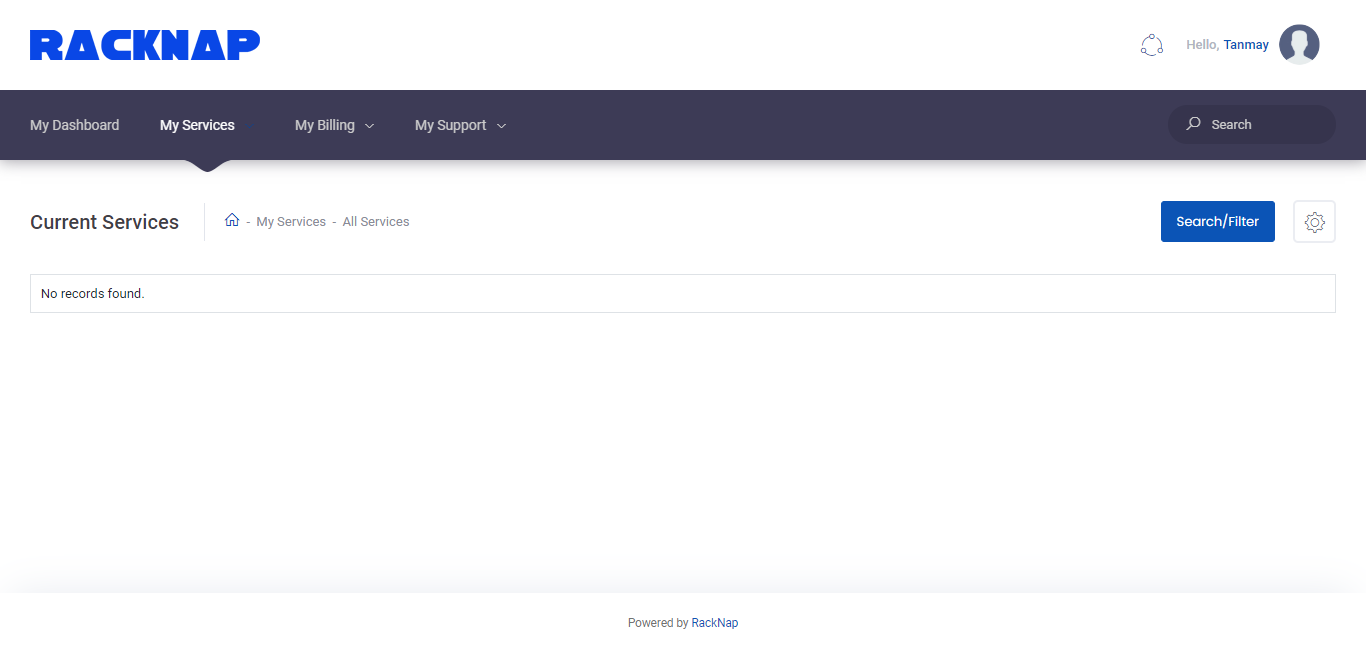 RACKNAP
Hello, Tanmay
My Dashboard My Services My Billing My Support Search
Current Services - My Services - All Services Search/Filter
No records found.
Powered by RackNap